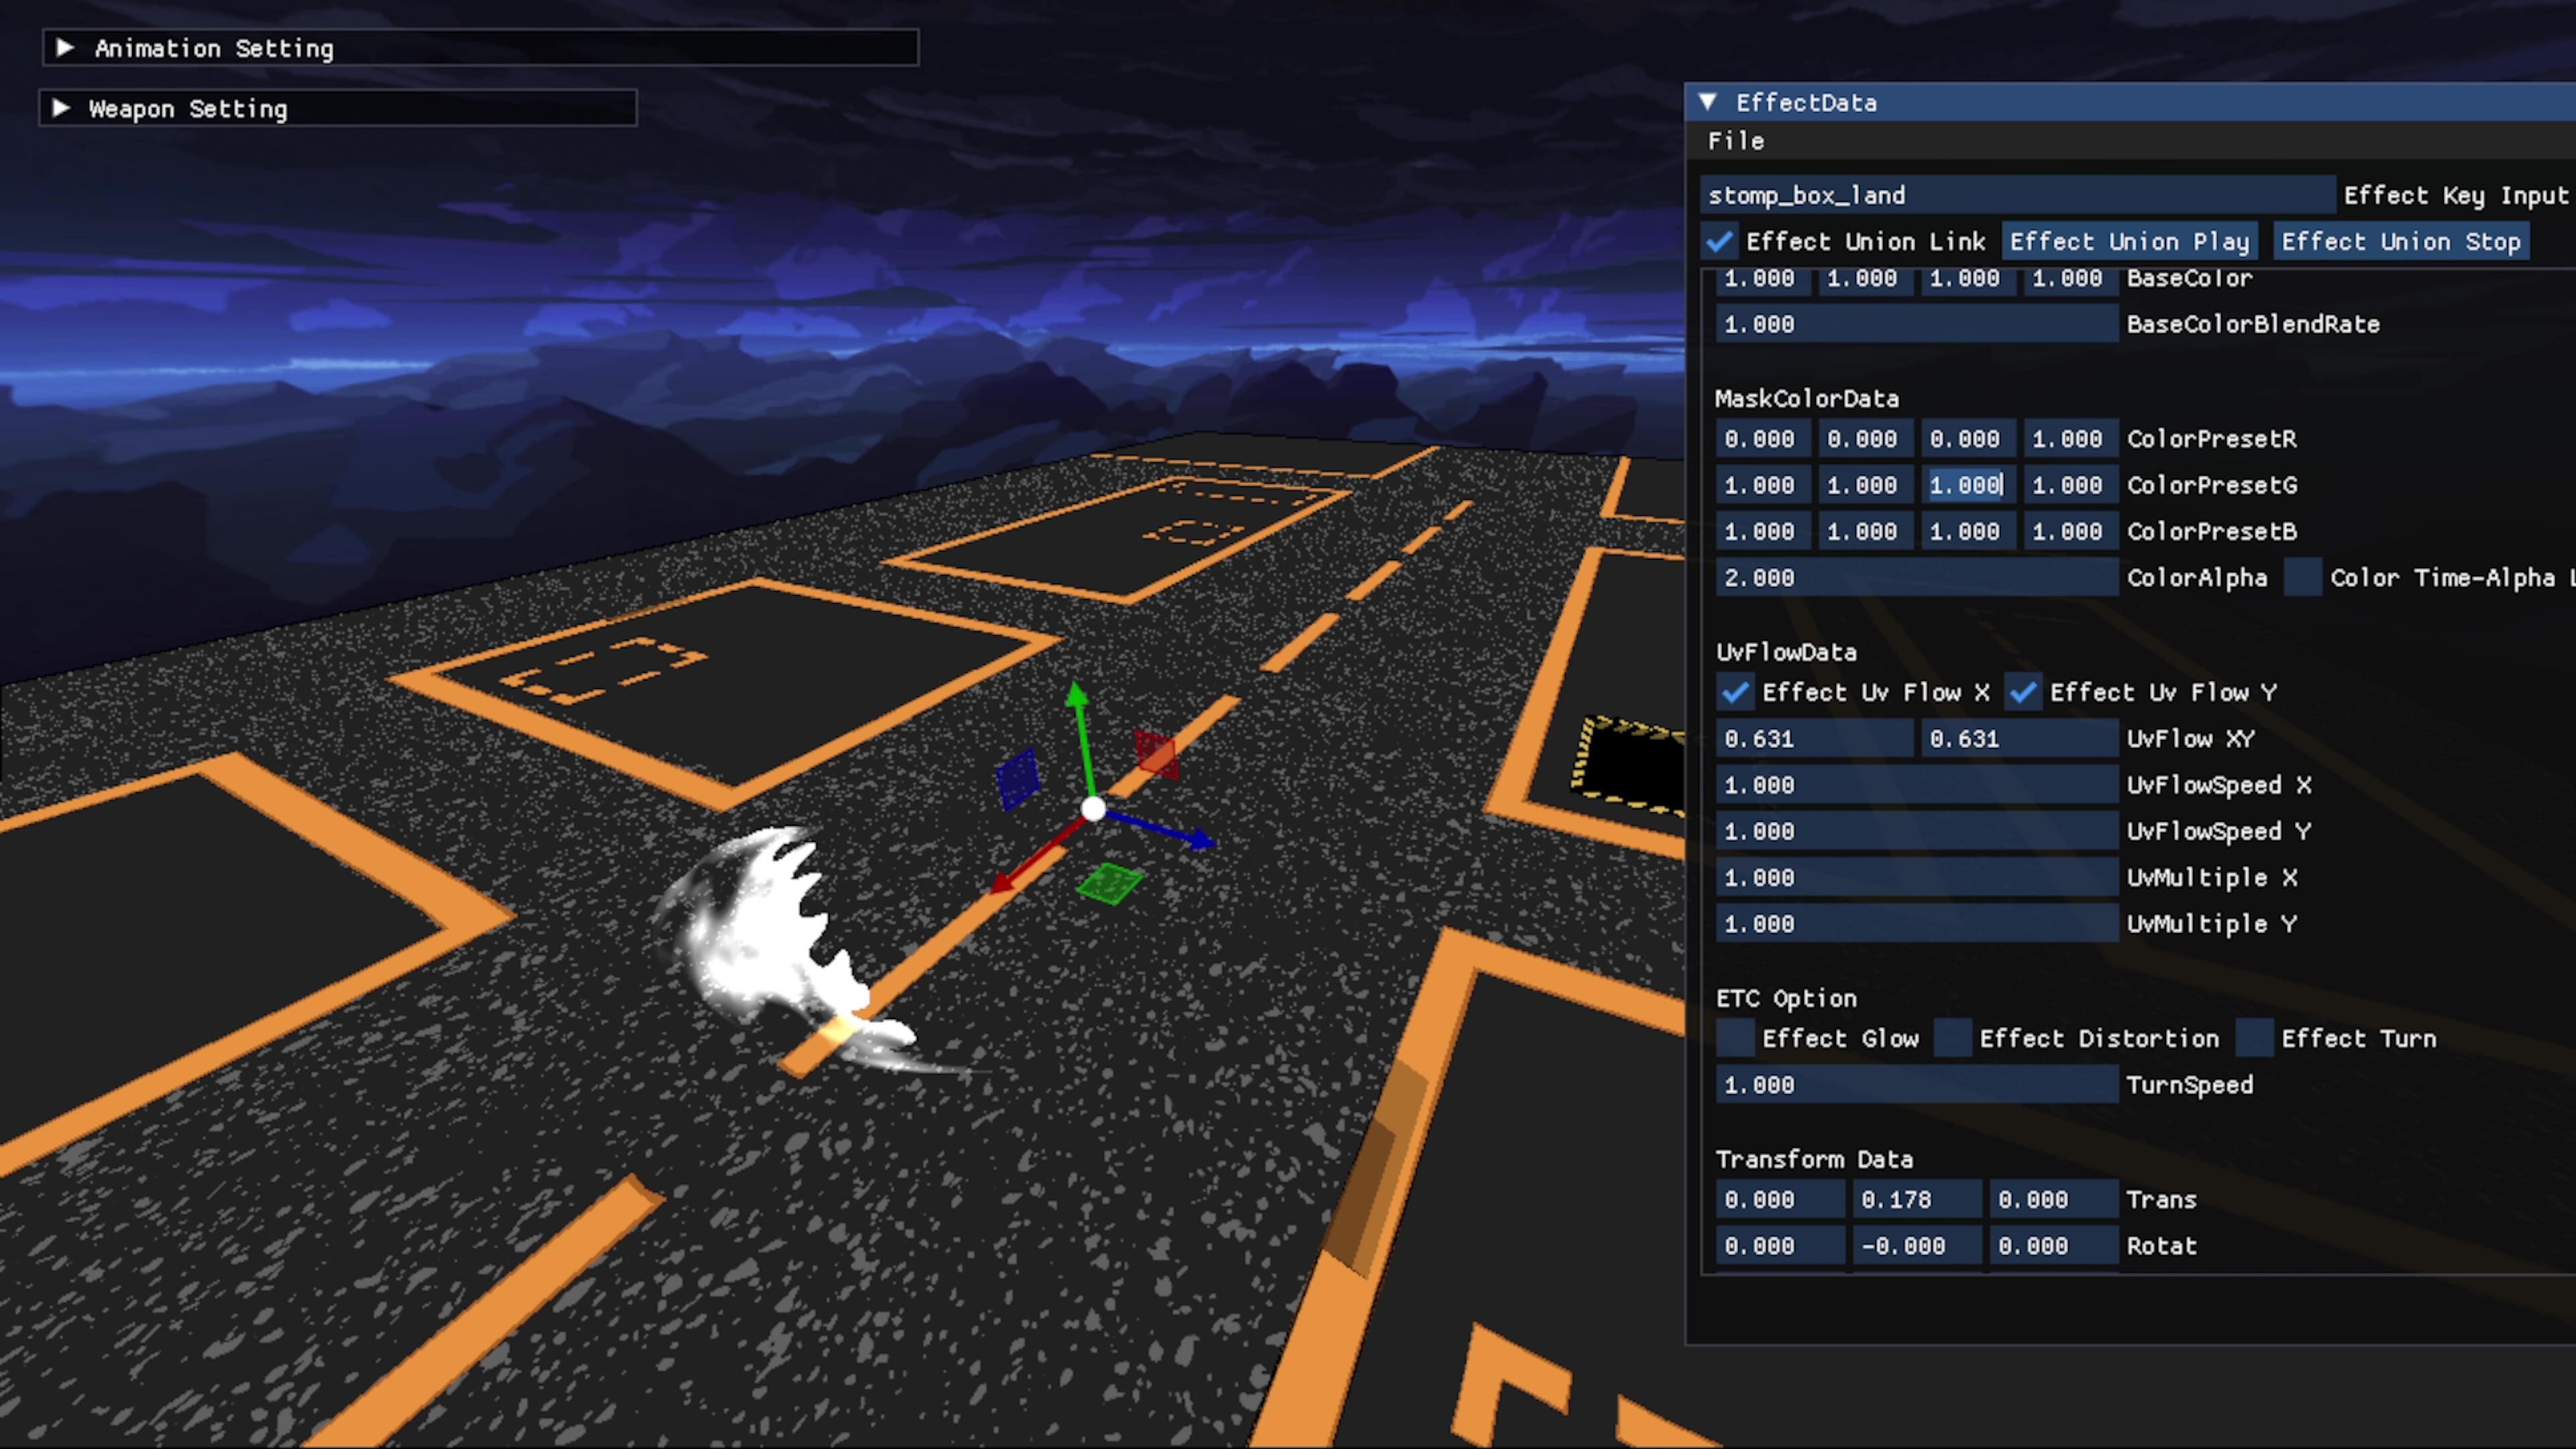 Animation Setting
Weapon Setting
EffectData
File
stomp_box_land Effect Key Input
Effect Union Link Effect Union Play Effect Union Stop
1.000 1.000 1.000 1.000 BaseColor
1.000 BaseColorBlendRate
MaskColorData
0.000 0.000 0.000 1.000 ColorPresetR
1.000 1.000 1.000 1.000 ColorPresetG
1.000 1.000 1.000 1.000 ColorPresetB
2.000 ColorAlpha Color Time-Alpha
UvFlowData
Effect Uv Flow X Effect Uv Flow Y
0.631 0.631 UvFlow XY
1.000 UvFlowSpeed X
1.000 UvFlowSpeed Y
1.000 UvMultiple X
1.000 UvMultiple Y
ETC Option
Effect Glow Effect Distortion Effect Turn
1.000 TurnSpeed
Transform Data
0.000 0.178 0.000 Trans
0.000 -0.000 0.000 Rotat